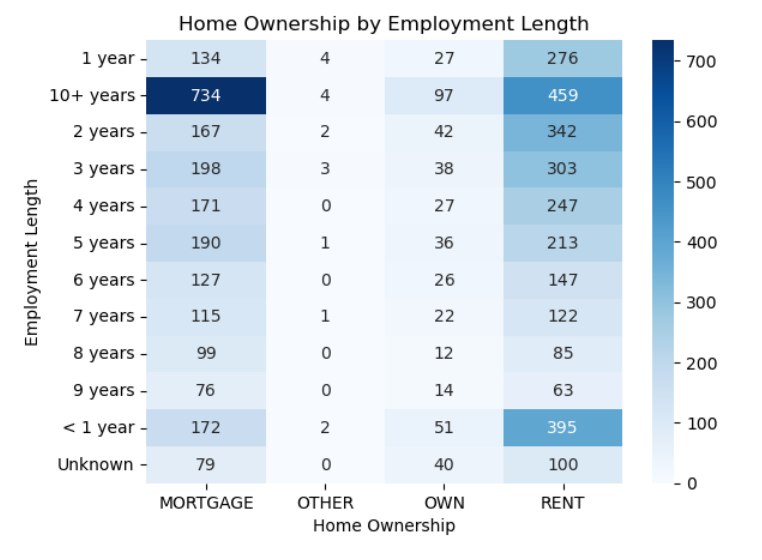 Home Ownership by Employment Length
1 year 134 4 27 276
10+ years 734 4 97 459
2 years 167 2 42 342
3 years 198 3 38 303
4 years 171 0 27 247
5 years 190 1 36 213
6 years 127 0 26 147
7 years 115 1 22 122
8 years 99 0 12 85
9 years 76 0 14 63
< 1 year 172 2 51 395
Unknown 79 0 40 100
MORTGAGE OTHER OWN RENT
Home Ownership
Employment Length
700
600
500
400
300
200
100
0